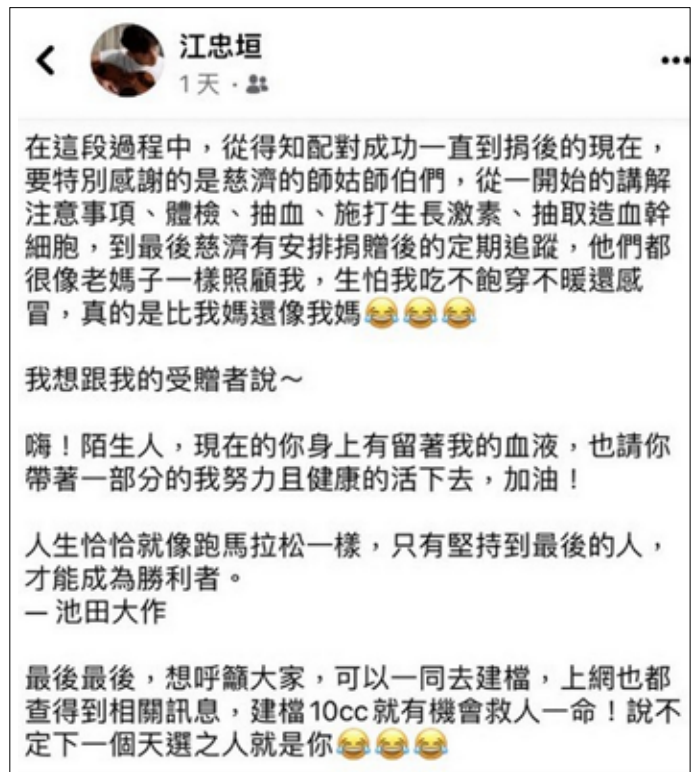 江忠垣
1天 ·
在這段過程中，從得知配對成功一直到捐後的現在，
要特別感謝的是慈濟的師姑師伯們，從一開始的講解
注意事項、體檢、抽血、施打生長激素、抽取造血幹
細胞，到最後慈濟有安排捐贈後的定期追蹤，他們都
很像老媽子一樣照顧我，生怕我吃不飽穿不暖還感
冒，真的是比我媽還像我媽😂😂😂
我想跟我的受贈者說～
嗨！陌生人，現在的你身上有留著我的血液，也請你
帶著一部分的我努力且健康的活下去，加油！
人生恰恰就像跑馬拉松一樣，只有堅持到最後的人，
才能成為勝利者。
— 池田大作
最後最後，想呼籲大家，可以一同去建檔，上網也都
查得到相關訊息，建檔10cc就有機會救人一命！說不
定下一個天選之人就是你😂😂😂